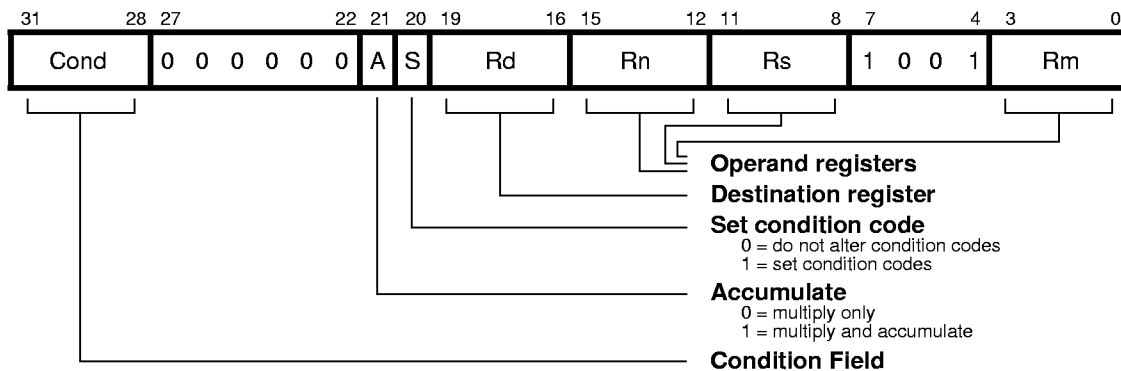 31 28 27 22 21 20 19 16 15 12 11 8 7 4 3 0
Cond 0 0 0 0 0 0 A S Rd Rn Rs 1 0 0 1 Rm
Operand registers
Destination register
Set condition code
0 = do not alter condition codes
1 = set condition codes
Accumulate
0 = multiply only
1 = multiply and accumulate
Condition Field